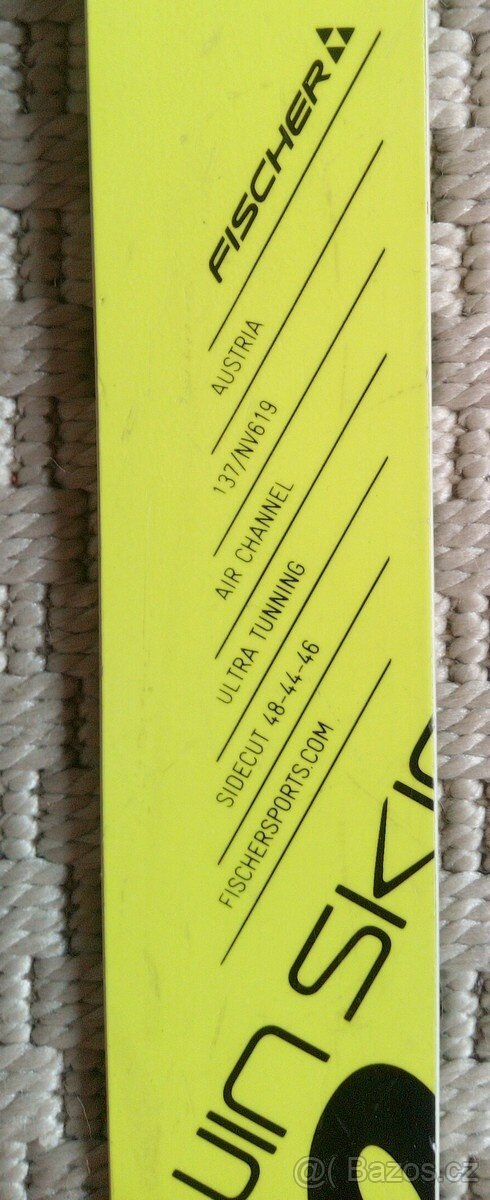 FISCHER
AUSTRIA
137/NV619
AIR CHANNEL
ULTRA TUNNING
SIDECUT 48-44-46
FISCHERSPORTS.COM
@( Bazos.cz